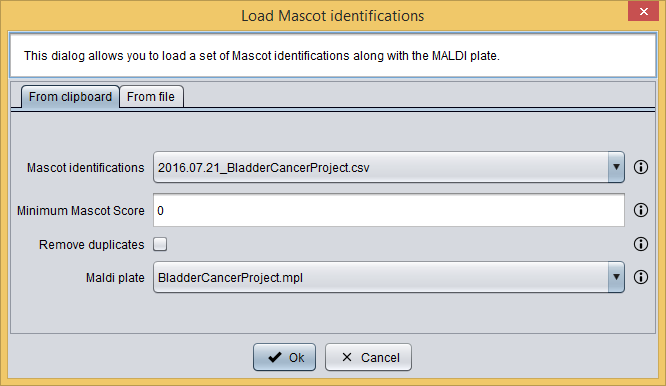 Load Mascot identifications
This dialog allows you to load a set of Mascot identifications along with the MALDI plate.
From clipboard From file
Mascot identifications 2016.07.21_BladderCancerProject.csv
Minimum Mascot Score 0
Remove duplicates
Maldi plate BladderCancerProject.mpl
Ok Cancel